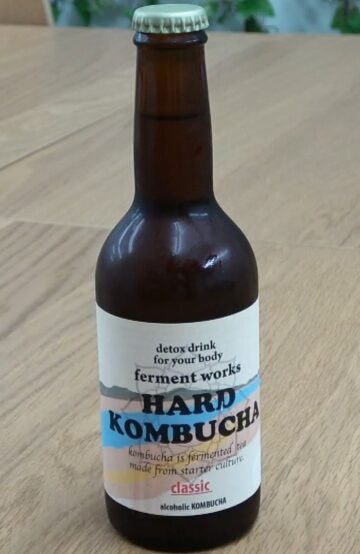 detox drink
for your body
ferment works
HARD
KOMBUCHA
kombucha is fermented tea
made from starter culture.
classic
alcoholic KOMBUCHA